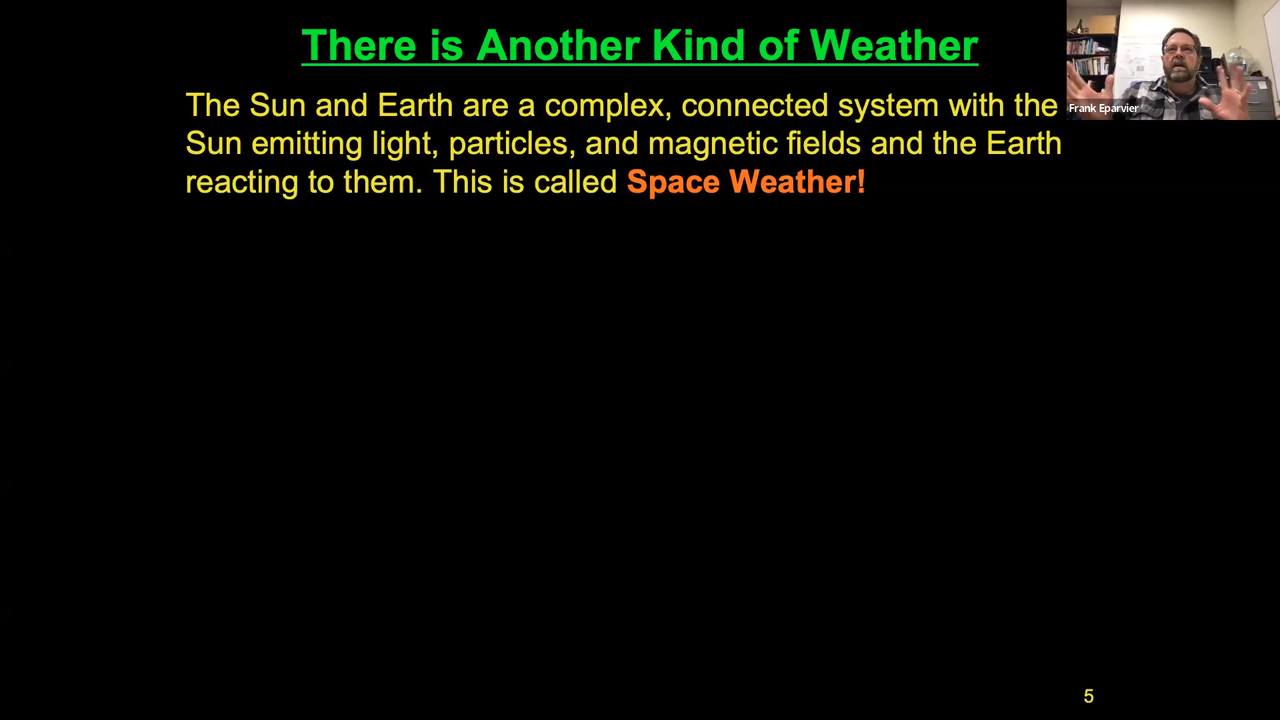 There is Another Kind of Weather
The Sun and Earth are a complex, connected system with the
Sun emitting light, particles, and magnetic fields and the Earth
reacting to them. This is called Space Weather!
Frank Eparvier
5